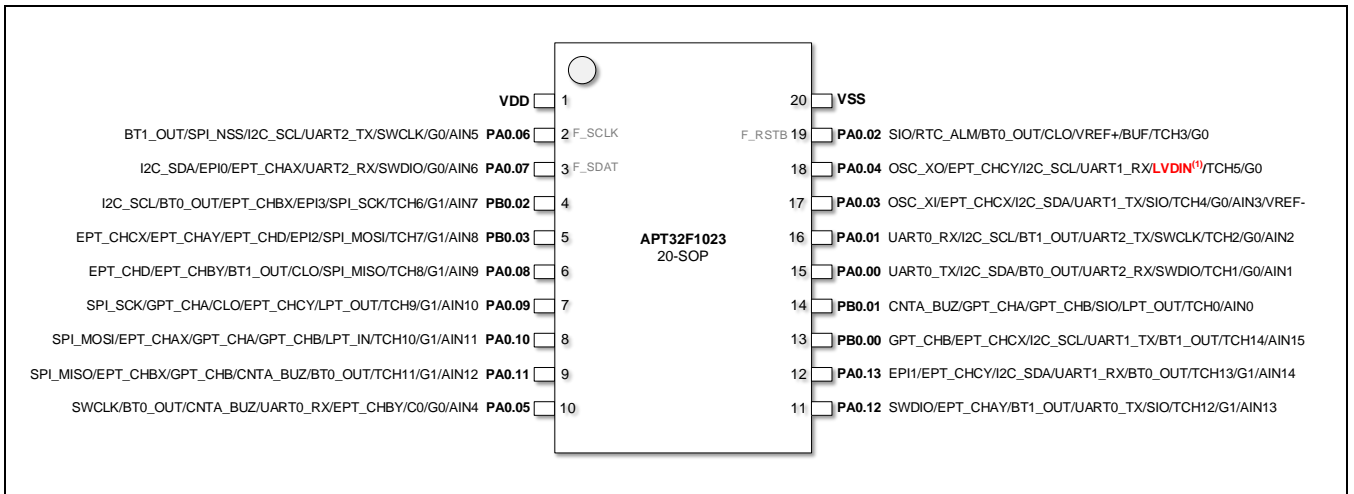 VDD 1 20 VSS
BT1_OUT/SPI_NSS/I2C_SCL/UART2_TX/SWCLK/G0/AIN5 PA0.06 2 F_SCLK F_RSTB 19 PA0.02 SIO/RTC_ALM/BT0_OUT/CLO/VREF+/BUF/TCH3/G0
I2C_SDA/EPI0/EPT_CHAX/UART2_RX/SWDIO/G0/AIN6 PA0.07 3 F_SDAT 18 PA0.04 OSC_XO/EPT_CHCY/I2C_SCL/UART1_RX/LVDIN(1)/TCH5/G0
I2C_SCL/BT0_OUT/EPT_CHBX/EPI3/SPI_SCK/TCH6/G1/AIN7 PB0.02 4 17 PA0.03 OSC_XI/EPT_CHCX/I2C_SDA/UART1_TX/SIO/TCH4/G0/AIN3/VREF-
EPT_CHCX/EPT_CHAY/EPT_CHD/EPI2/SPI_MOSI/TCH7/G1/AIN8 PB0.03 5 APT32F1023 16 PA0.01 UART0_RX/I2C_SCL/BT1_OUT/UART2_TX/SWCLK/TCH2/G0/AIN2
20-SOP
EPT_CHD/EPT_CHBY/BT1_OUT/CLO/SPI_MISO/TCH8/G1/AIN9 PA0.08 6 15 PA0.00 UART0_TX/I2C_SDA/BT0_OUT/UART2_RX/SWDIO/TCH1/G0/AIN1
SPI_SCK/GPT_CHA/CLO/EPT_CHCY/LPT_OUT/TCH9/G1/AIN10 PA0.09 7 14 PB0.01 CNTA_BUZ/GPT_CHA/GPT_CHB/SIO/LPT_OUT/TCH0/AIN0
SPI_MOSI/EPT_CHAX/GPT_CHA/GPT_CHB/LPT_IN/TCH10/G1/AIN11 PA0.10 8 13 PB0.00 GPT_CHB/EPT_CHCX/I2C_SCL/UART1_TX/BT1_OUT/TCH14/AIN15
SPI_MISO/EPT_CHBX/GPT_CHB/CNTA_BUZ/BT0_OUT/TCH11/G1/AIN12 PA0.11 9 12 PA0.13 EPI1/EPT_CHCY/I2C_SDA/UART1_RX/BT0_OUT/TCH13/G1/AIN14
SWCLK/BT0_OUT/CNTA_BUZ/UART0_RX/EPT_CHBY/C0/G0/AIN4 PA0.05 10 11 PA0.12 SWDIO/EPT_CHAY/BT1_OUT/UART0_TX/SIO/TCH12/G1/AIN13